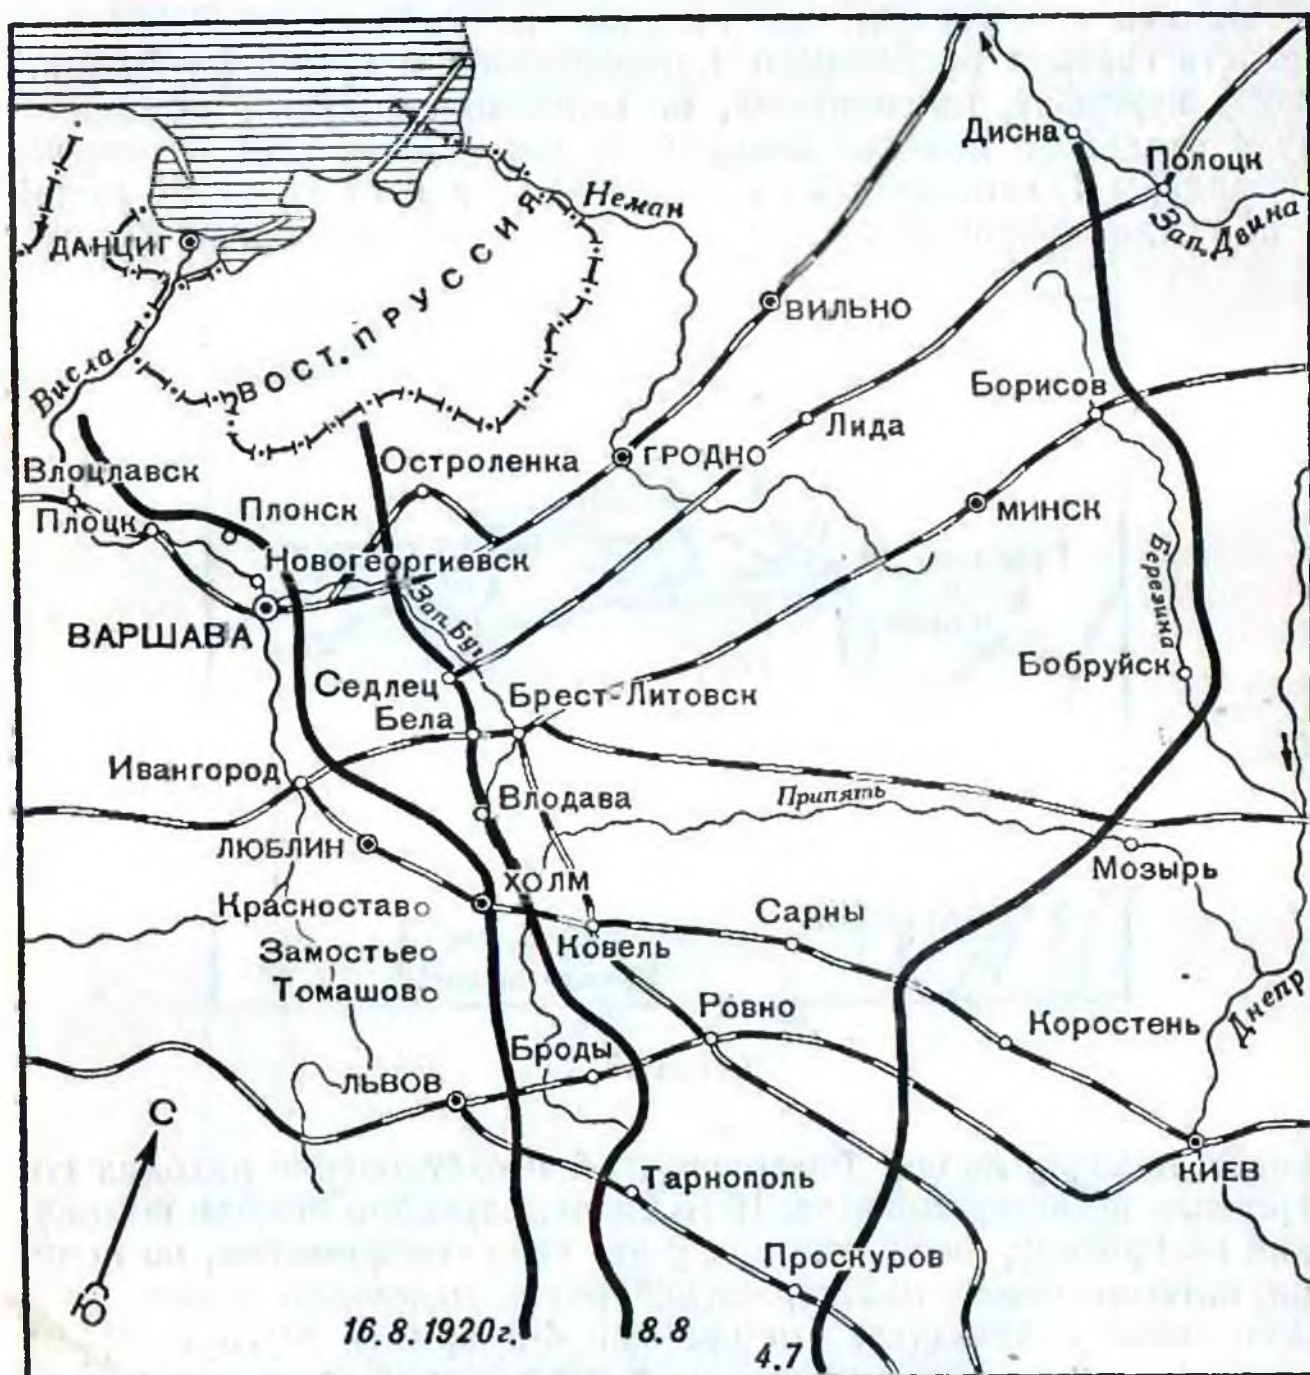 Дисна
Полоцк
Зап. Двина
Неман
ДАНЦИГ
ВОСТ. ПРУССИЯ
ВИЛЬНО
Висла
Борисов
Лида
Остроленка
ГРОДНО
Влоцлавск
Плонск
Плоцк
МИНСК
Новогеоргиевск
Березина
Зап. Буг
ВАРШАВА
Бобруйск
Седлец
Брест-Литовск
Бела
Ивангород
Влодава
Припять
ЛЮБЛИН
Мозырь
ХОЛМ
Красностав
Сарны
Замостье
Ковель
Томашов
Ровно
Днепр
Коростень
Броды
ЛЬВОВ
С
КИЕВ
Тарнополь
Проскуров
Ю
16.8.1920г.
8.8
4.7